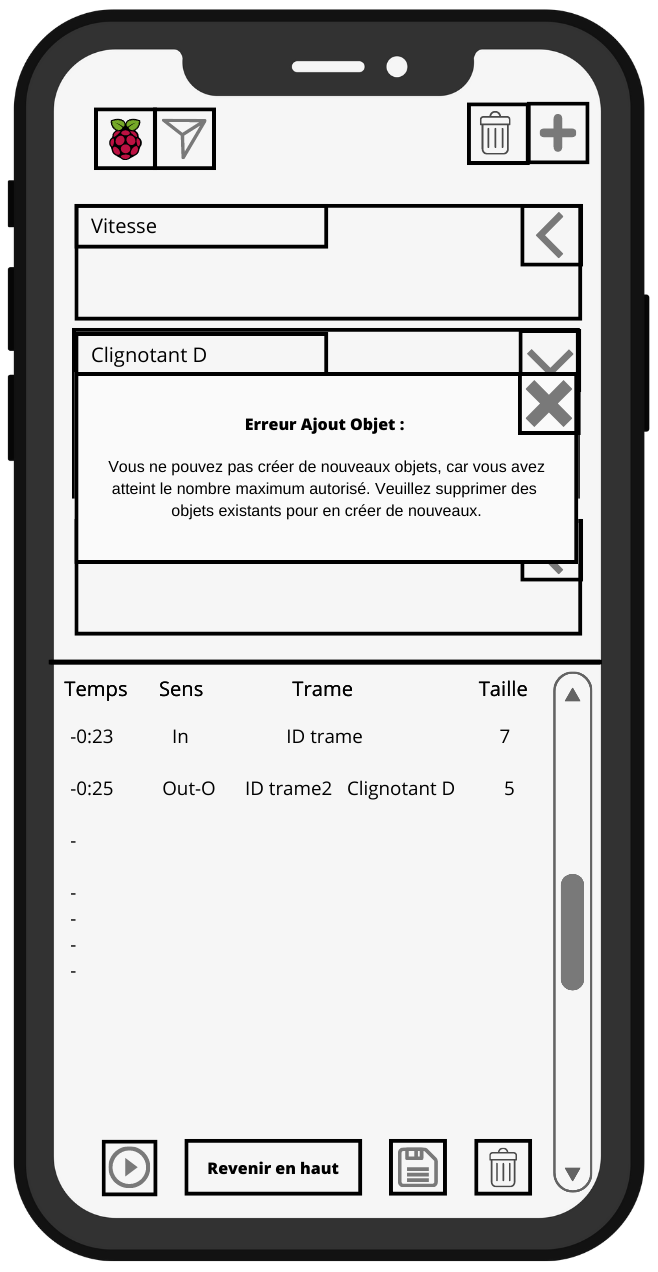 Vitesse
Clignotant D
Erreur Ajout Objet :
Vous ne pouvez pas créer de nouveaux objets, car vous avez
atteint le nombre maximum autorisé. Veuillez supprimer des
objets existants pour en créer de nouveaux.
Temps Sens Trame Taille
-0:23 In ID trame 7
-0:25 Out-O ID trame2 Clignotant D 5
-
-
-
-
-
Revenir en haut